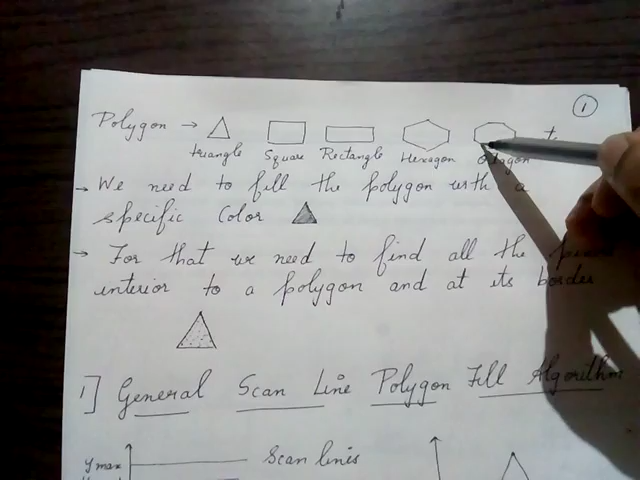 1
Polygon →
triangle Square Rectangle Hexagon Octagon
→ We need to fill the polygon with a
specific Color
→ For that we need to find all the pixels
interior to a polygon and at its border
1] General Scan Line Polygon Fill Algorithm
ymax Scan lines